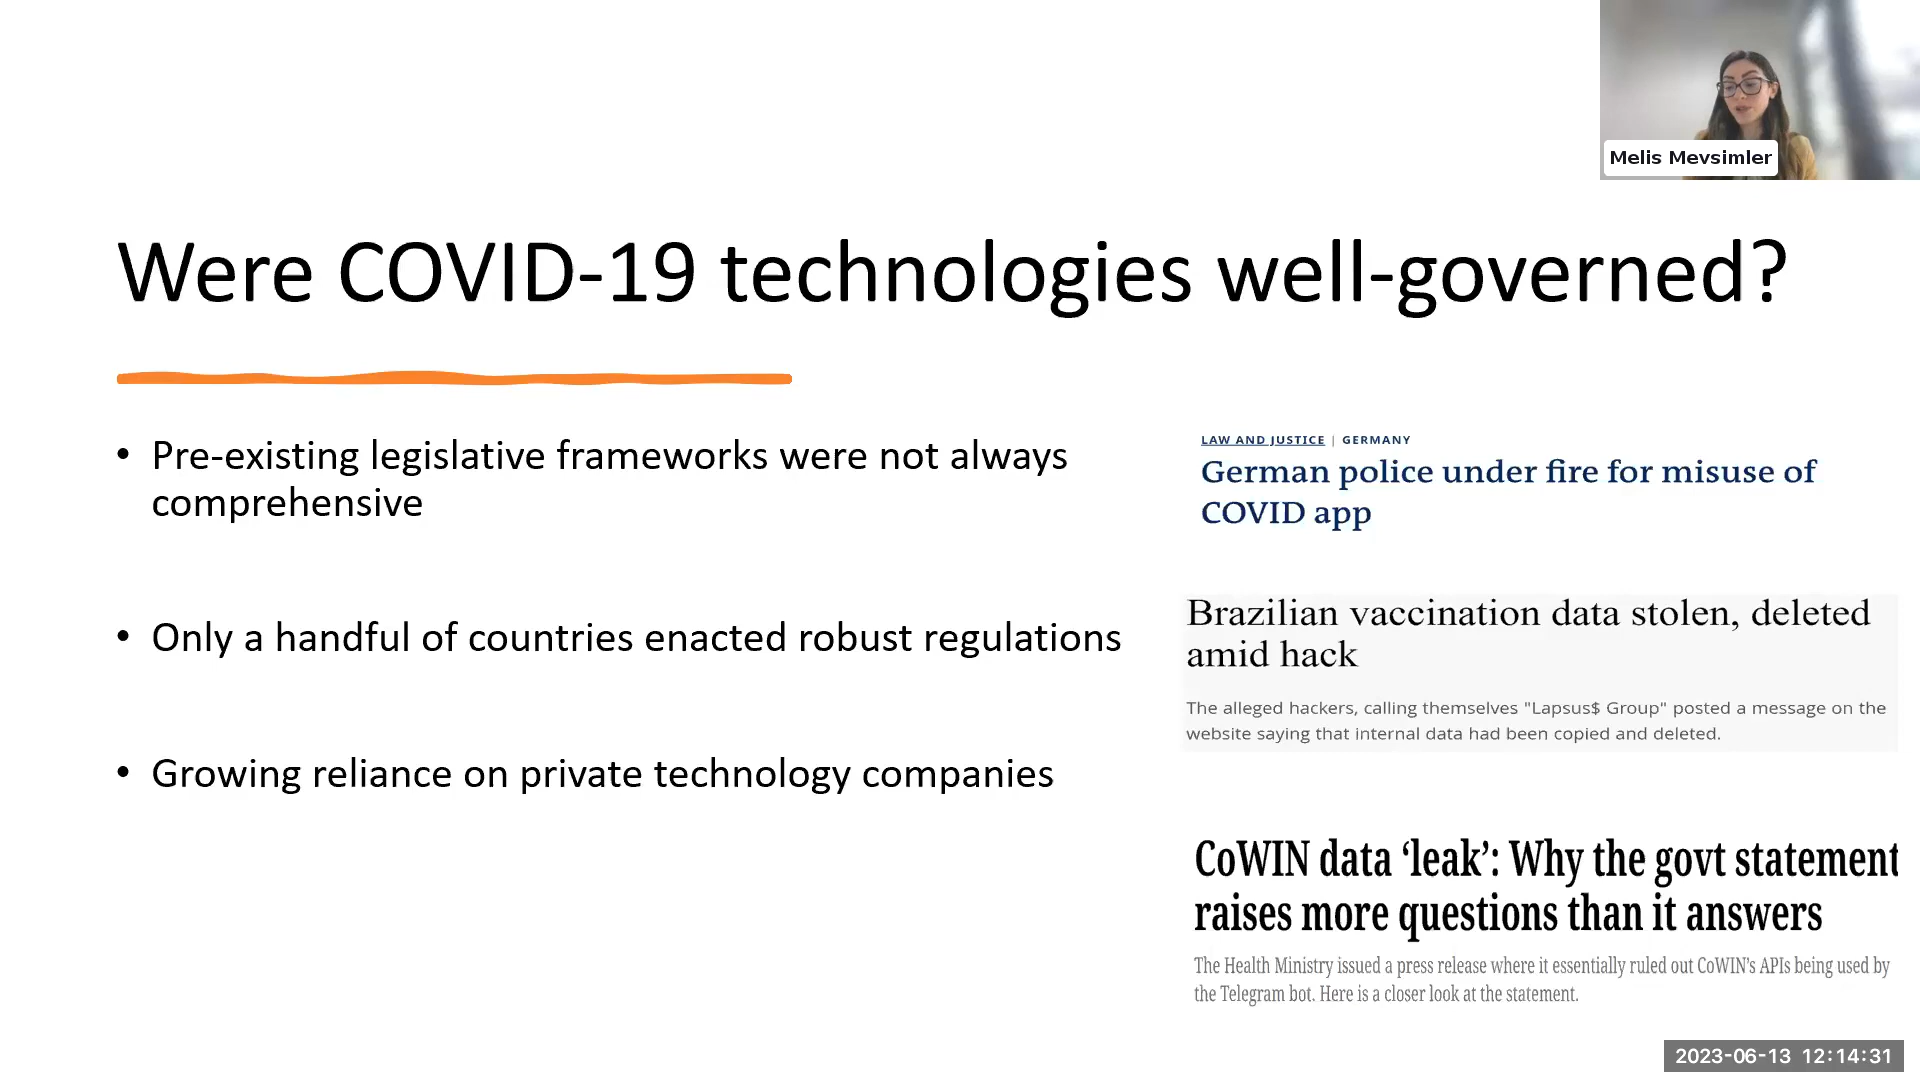 Melis Mevsimler
Were COVID-19 technologies well-governed?
• Pre-existing legislative frameworks were not always
comprehensive
• Only a handful of countries enacted robust regulations
• Growing reliance on private technology companies
LAW AND JUSTICE | GERMANY
German police under fire for misuse of
COVID app
Brazilian vaccination data stolen, deleted
amid hack
The alleged hackers, calling themselves "Lapsus$ Group" posted a message on the
website saying that internal data had been copied and deleted.
CoWIN data ‘leak’: Why the govt statement
raises more questions than it answers
The Health Ministry issued a press release where it essentially ruled out CoWIN’s APIs being used by
the Telegram bot. Here is a closer look at the statement.
2023-06-13 12:14:31